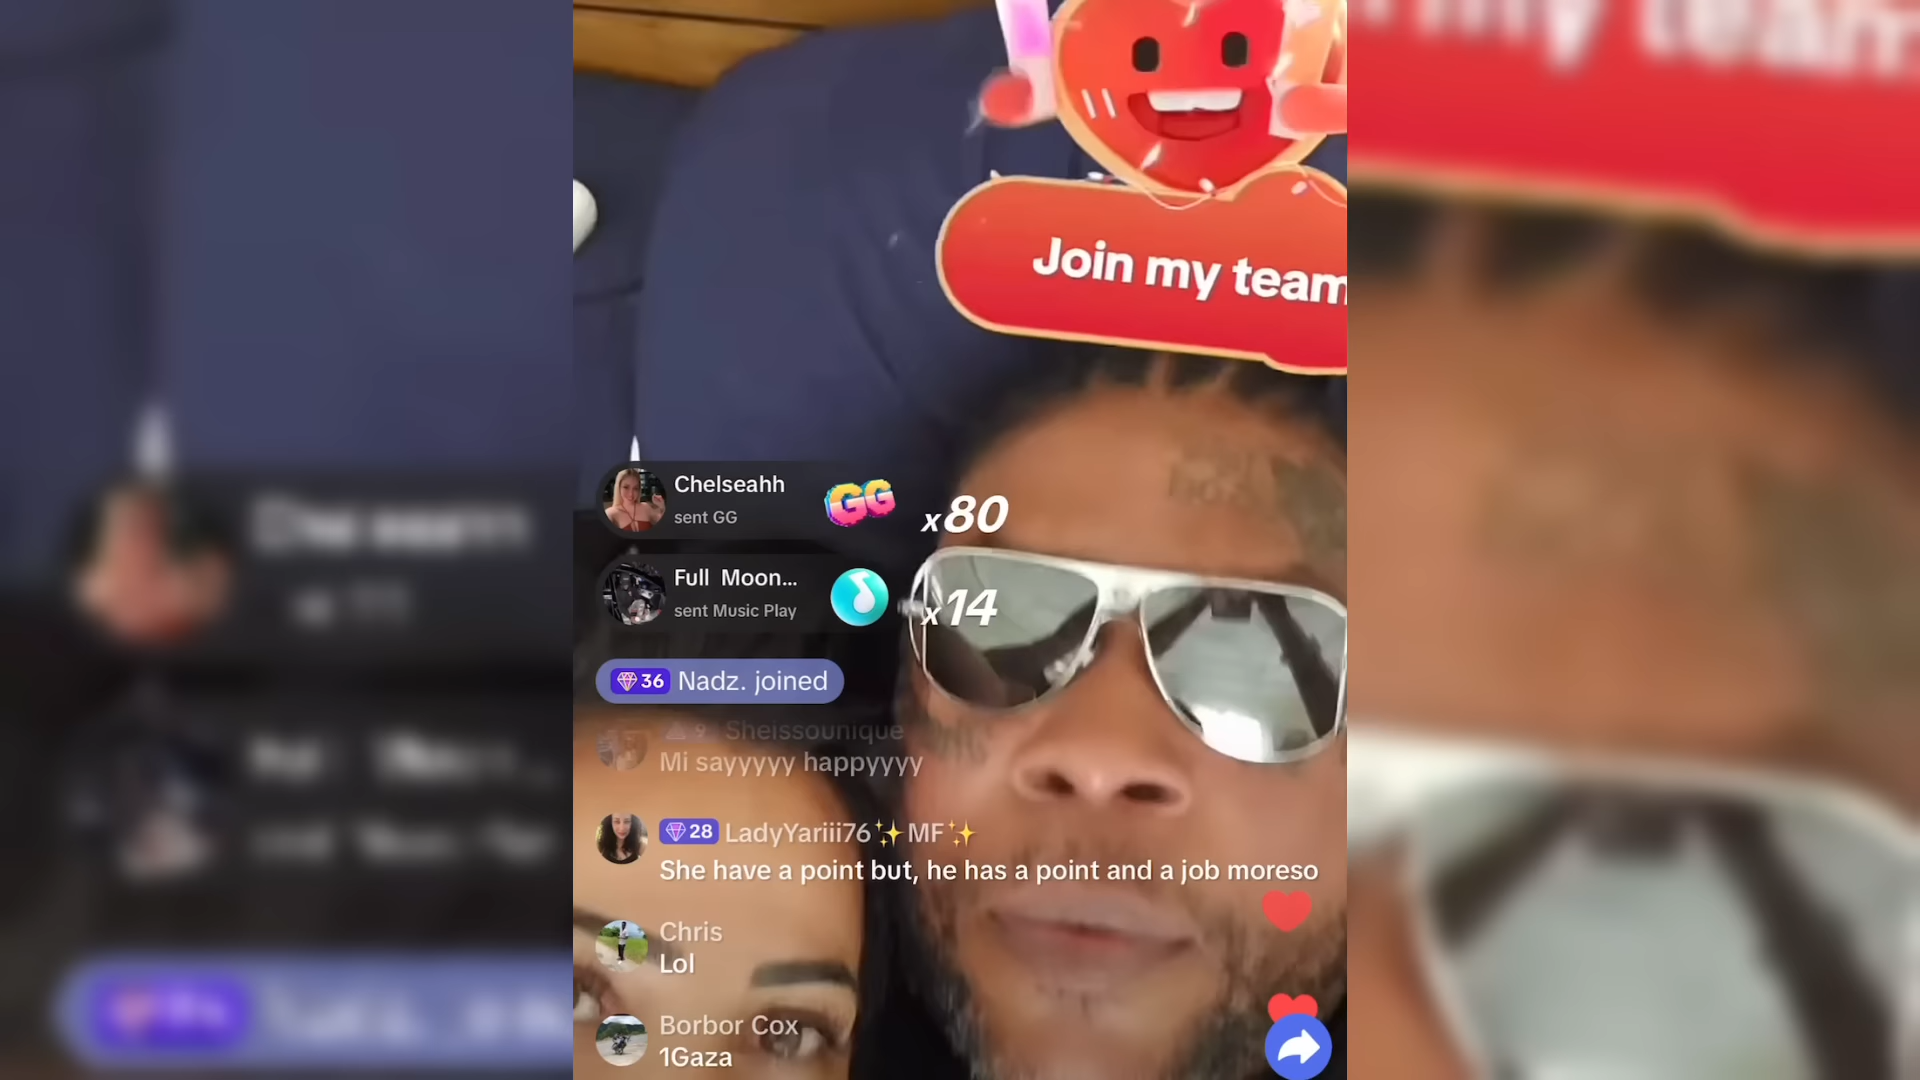 Join my team
Chelseahh
sent GG
GG
x80
Full Moon...
sent Music Play
x14
36 Nadz. joined
9 Sheissounique
Mi sayyyyy happyyyy
28 LadyYariii76✨MF✨
She have a point but, he has a point and a job moreso
Chris
Lol
Borbor Cox
1Gaza